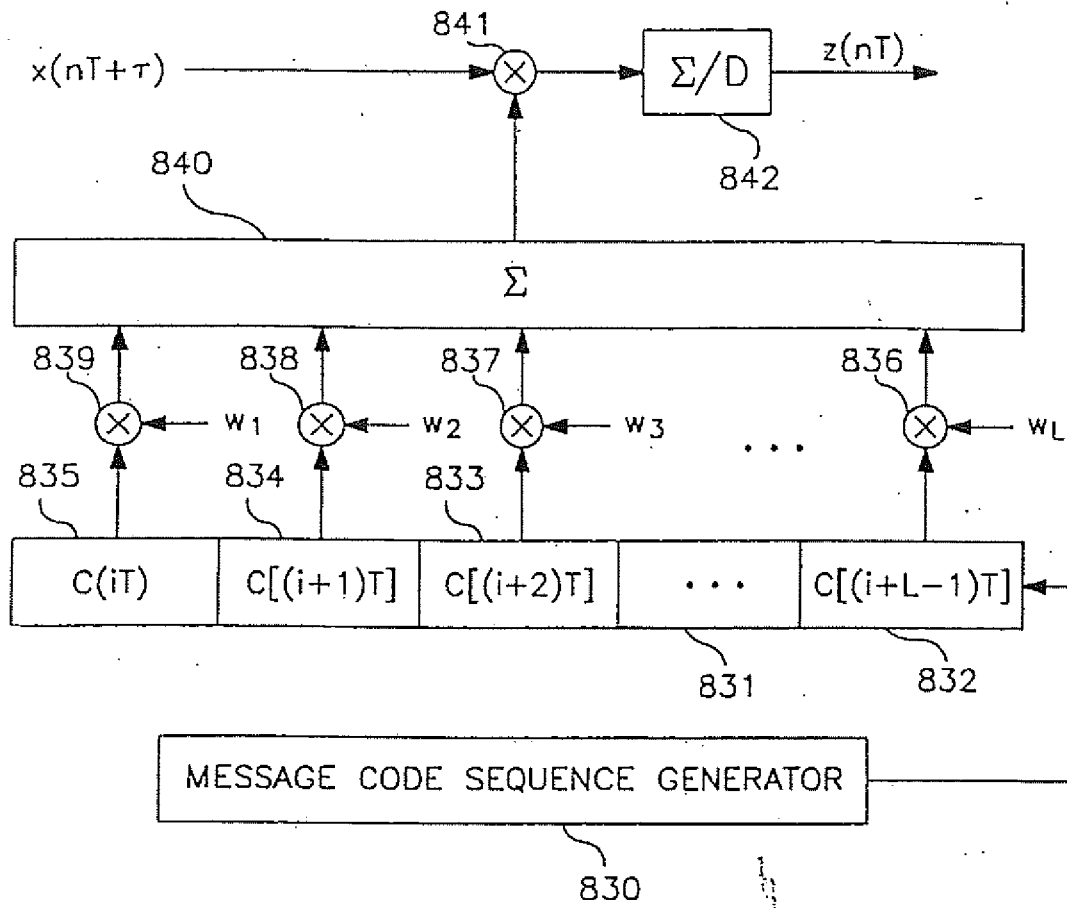 841
x(nT+τ)
Σ/D
z(nT)
842
840
Σ
839
838
837
836
w1
w2
w3
...
wL
835
834
833
C(iT)
C[(i+1)T]
C[(i+2)T]
...
C[(i+L-1)T]
831
832
MESSAGE CODE SEQUENCE GENERATOR
830